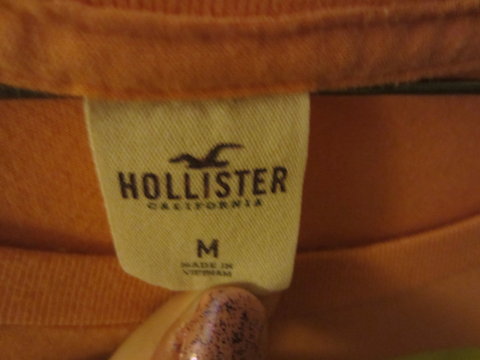 HOLLISTER
CALIFORNIA
M
MADE IN
VIETNAM